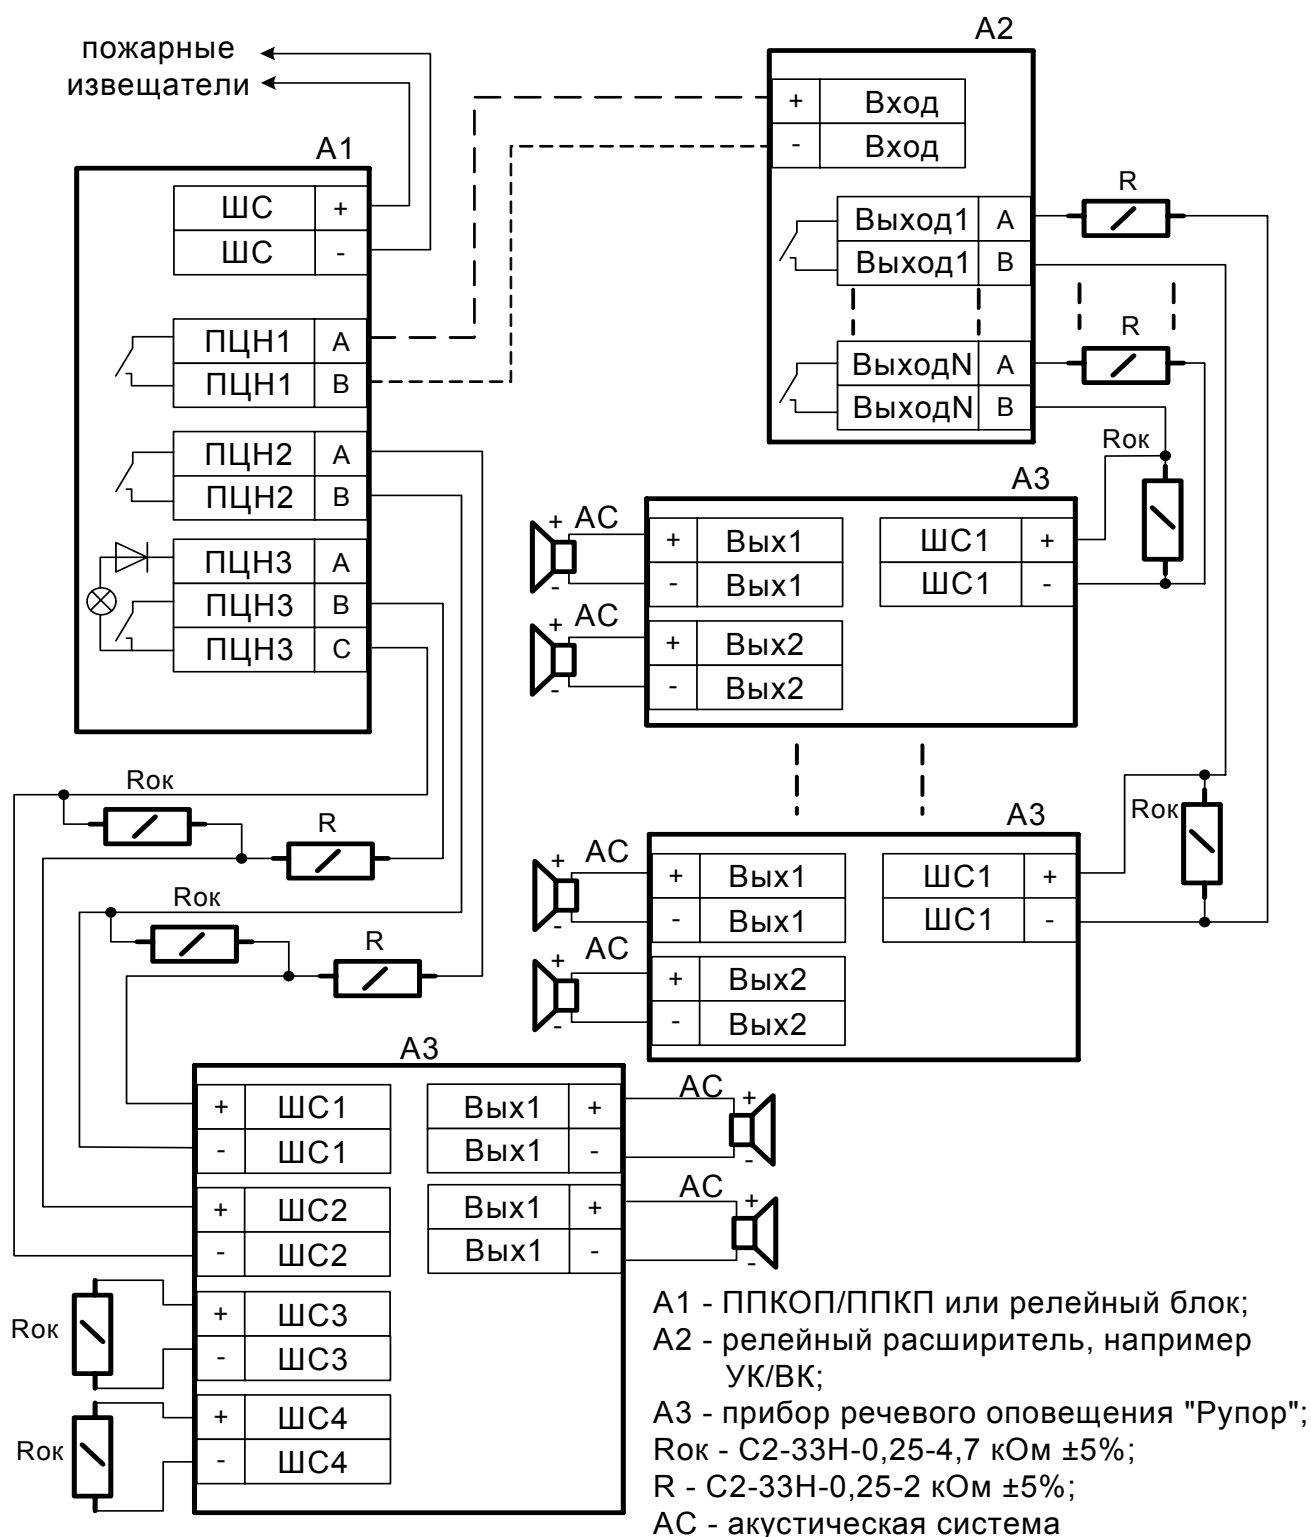 пожарные
извещатели
A1
ШС +
ШС -
ПЦН1 A
ПЦН1 B
ПЦН2 A
ПЦН2 B
ПЦН3 A
ПЦН3 B
ПЦН3 C
A2
+ Вход
- Вход
Выход1 A
Выход1 B
ВыходN A
ВыходN B
R
R
Rок
A3
+ AC
-
+ AC
-
+ Вых1
- Вых1
+ Вых2
- Вых2
ШС1 +
ШС1 -
Rок
A3
+ AC
-
+ AC
-
+ Вых1
- Вых1
+ Вых2
- Вых2
ШС1 +
ШС1 -
Rок
R
Rок
R
A3
+ ШС1
- ШС1
+ ШС2
- ШС2
+ ШС3
- ШС3
+ ШС4
- ШС4
Вых1 +
Вых1 -
Вых1 +
Вых1 -
AC +
-
AC +
-
Rок
Rок
A1 - ППКОП/ППКП или релейный блок;
A2 - релейный расширитель, например
УК/ВК;
A3 - прибор речевого оповещения "Рупор";
Rок - С2-33Н-0,25-4,7 кОм ±5%;
R - С2-33Н-0,25-2 кОм ±5%;
АС - акустическая система